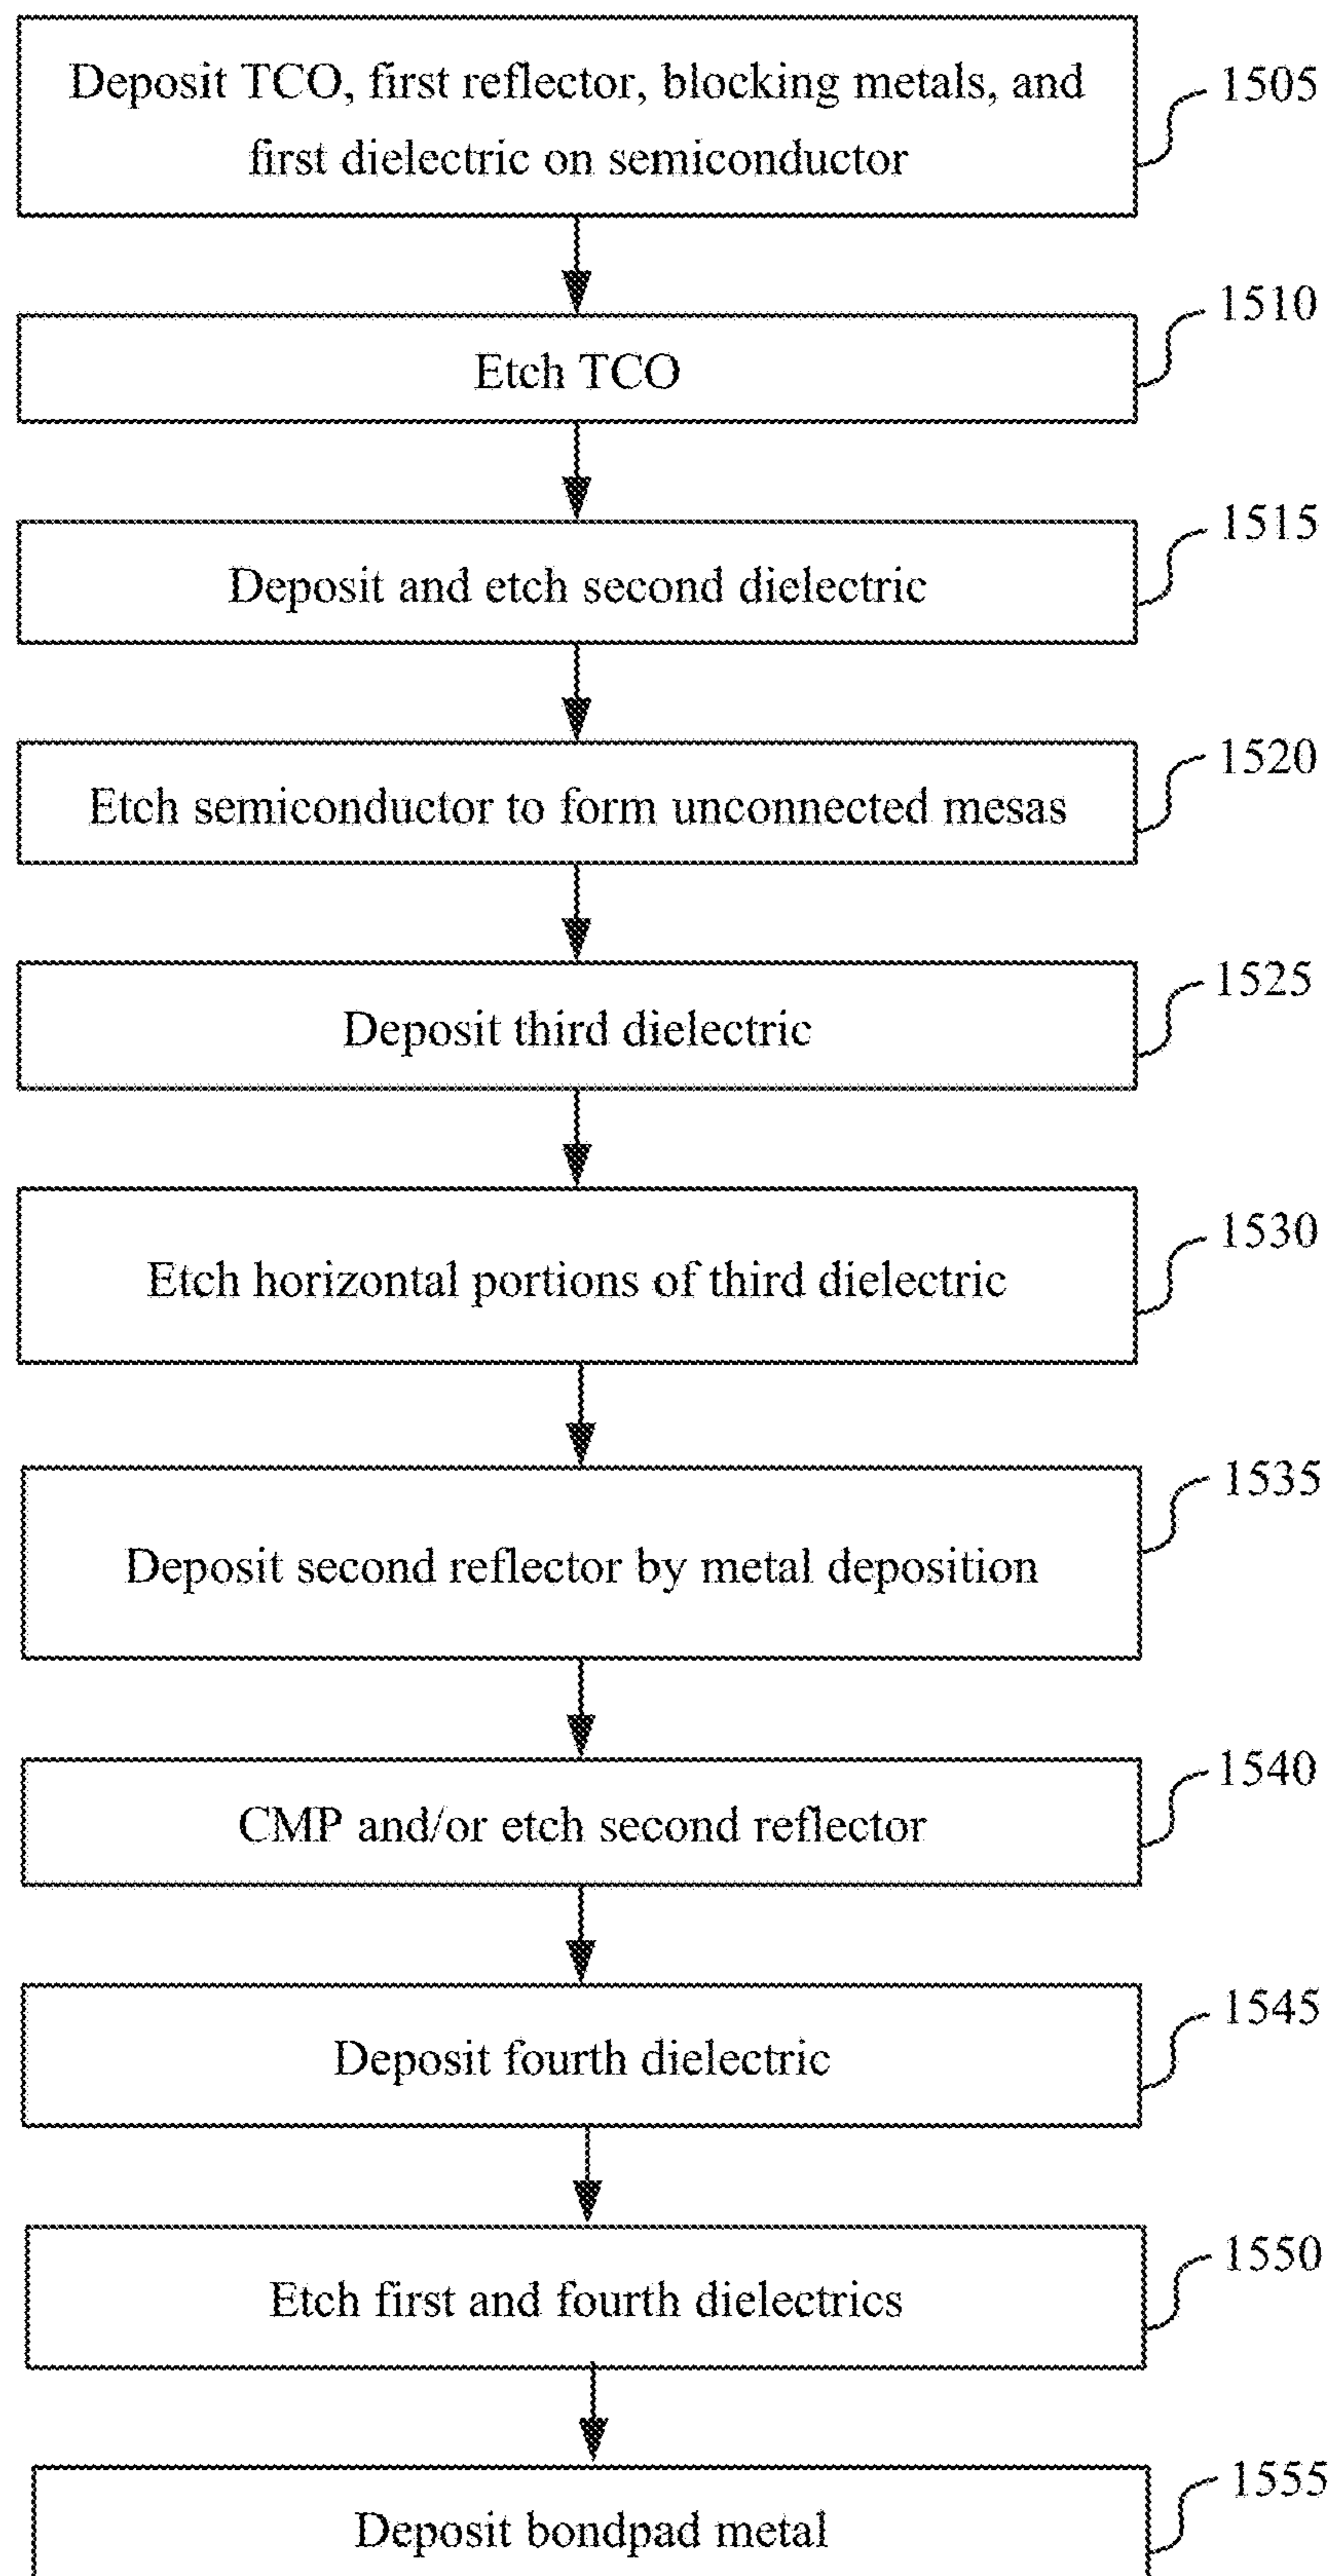 Deposit TCO, first reflector, blocking metals, and
first dielectric on semiconductor
1505
1510
Etch TCO
1515
Deposit and etch second dielectric
1520
Etch semiconductor to form unconnected mesas
1525
Deposit third dielectric
1530
Etch horizontal portions of third dielectric
1535
Deposit second reflector by metal deposition
1540
CMP and/or etch second reflector
1545
Deposit fourth dielectric
1550
Etch first and fourth dielectrics
1555
Deposit bondpad metal